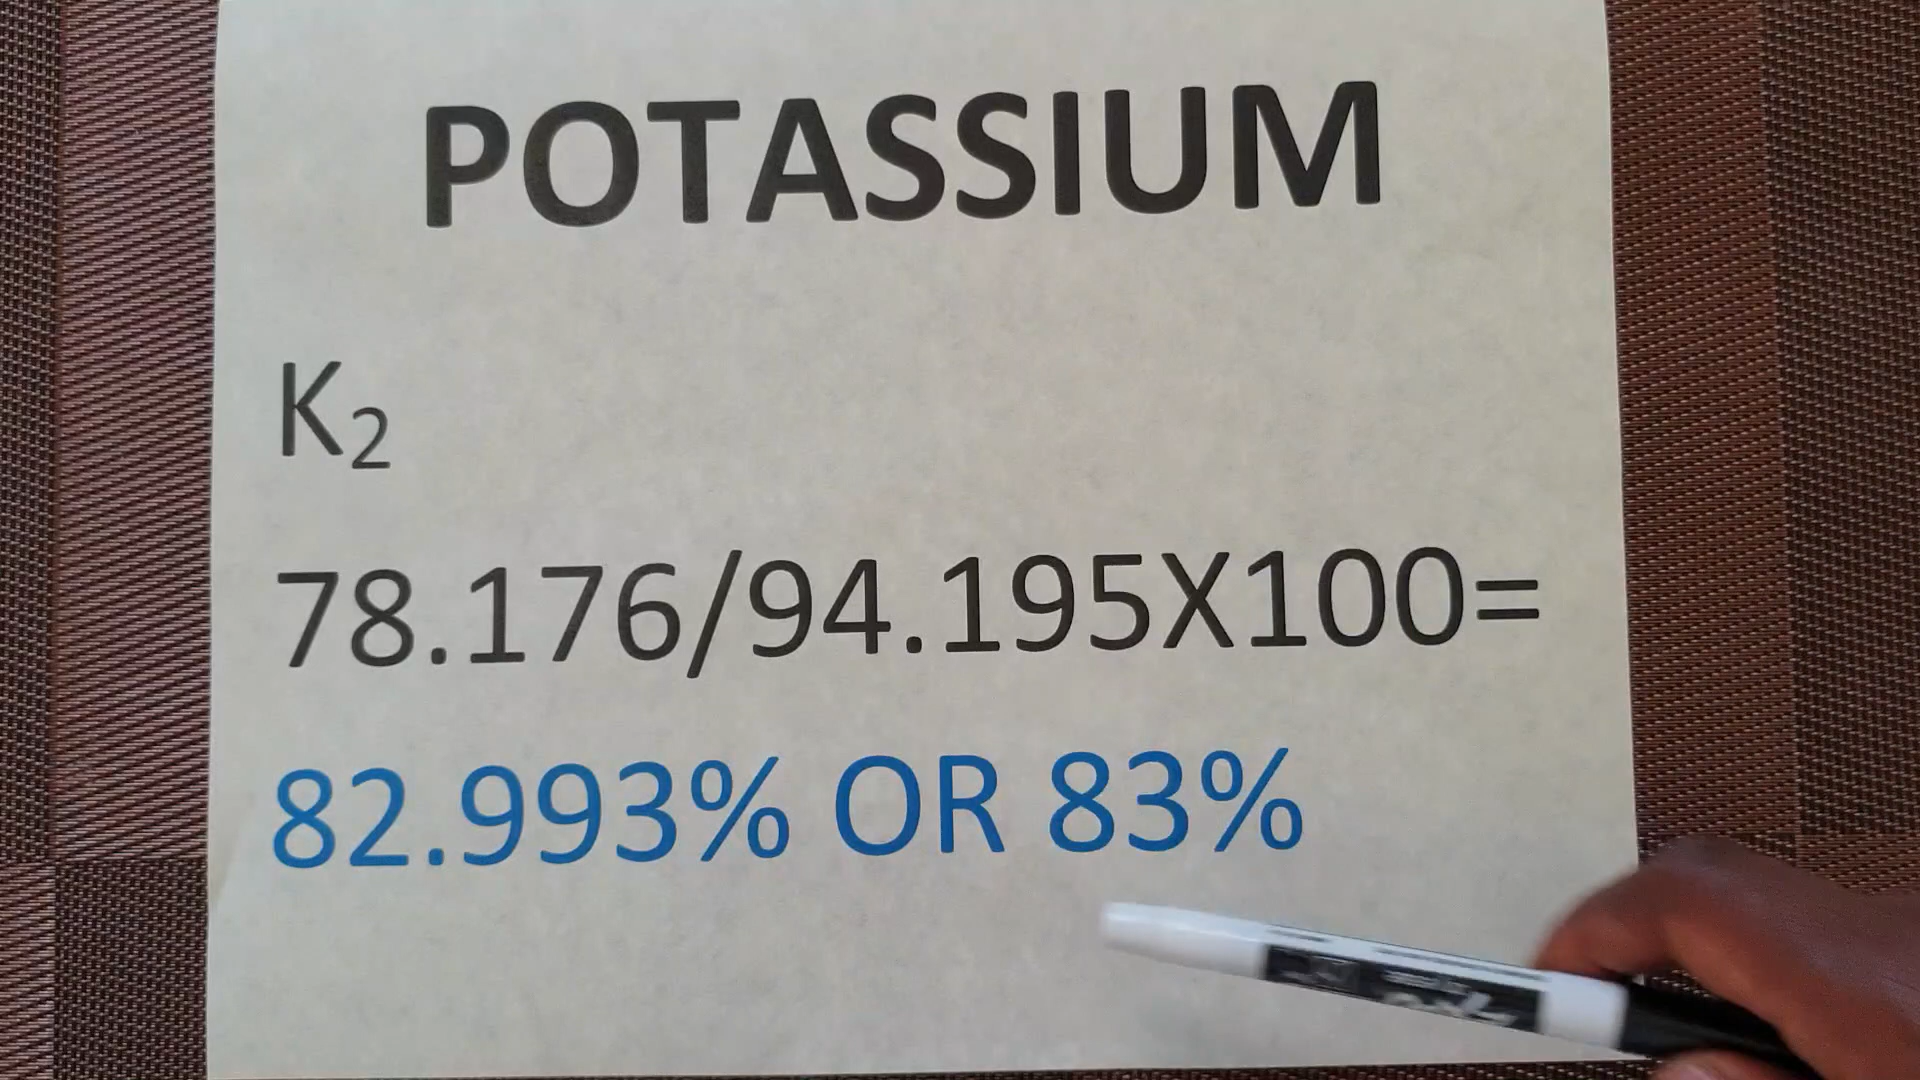 POTASSIUM
K₂
78.176/94.195X100=
82.993% OR 83%